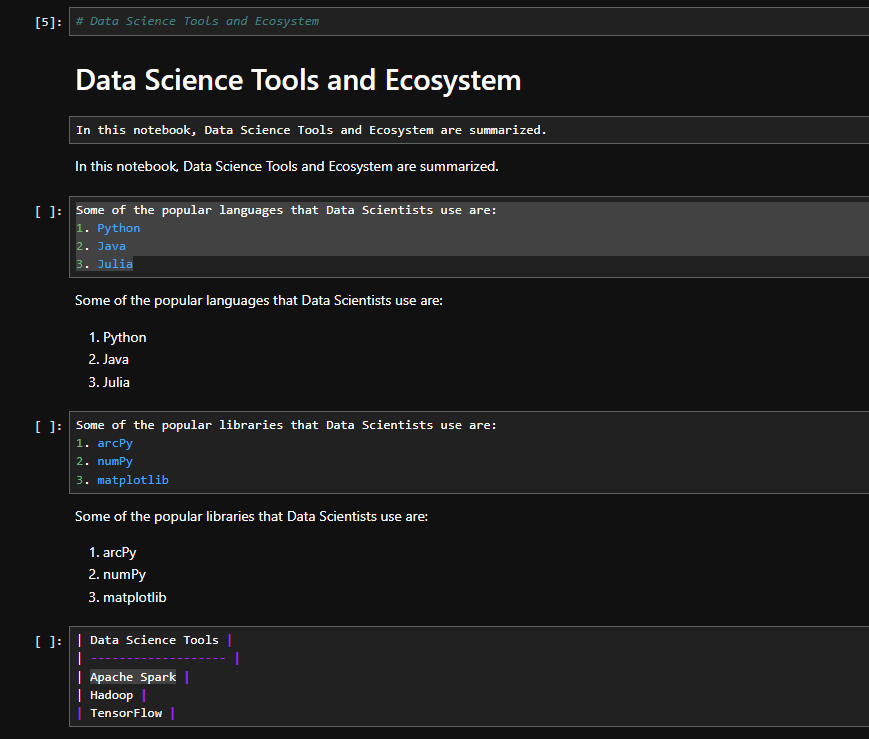 [5]: # Data Science Tools and Ecosystem
Data Science Tools and Ecosystem
In this notebook, Data Science Tools and Ecosystem are summarized.
In this notebook, Data Science Tools and Ecosystem are summarized.
[ ]: Some of the popular languages that Data Scientists use are:
1. Python
2. Java
3. Julia
Some of the popular languages that Data Scientists use are:
1. Python
2. Java
3. Julia
[ ]: Some of the popular libraries that Data Scientists use are:
1. arcPy
2. numPy
3. matplotlib
Some of the popular libraries that Data Scientists use are:
1. arcPy
2. numPy
3. matplotlib
[ ]: | Data Science Tools |
| ------------------- |
| Apache Spark |
| Hadoop |
| TensorFlow |